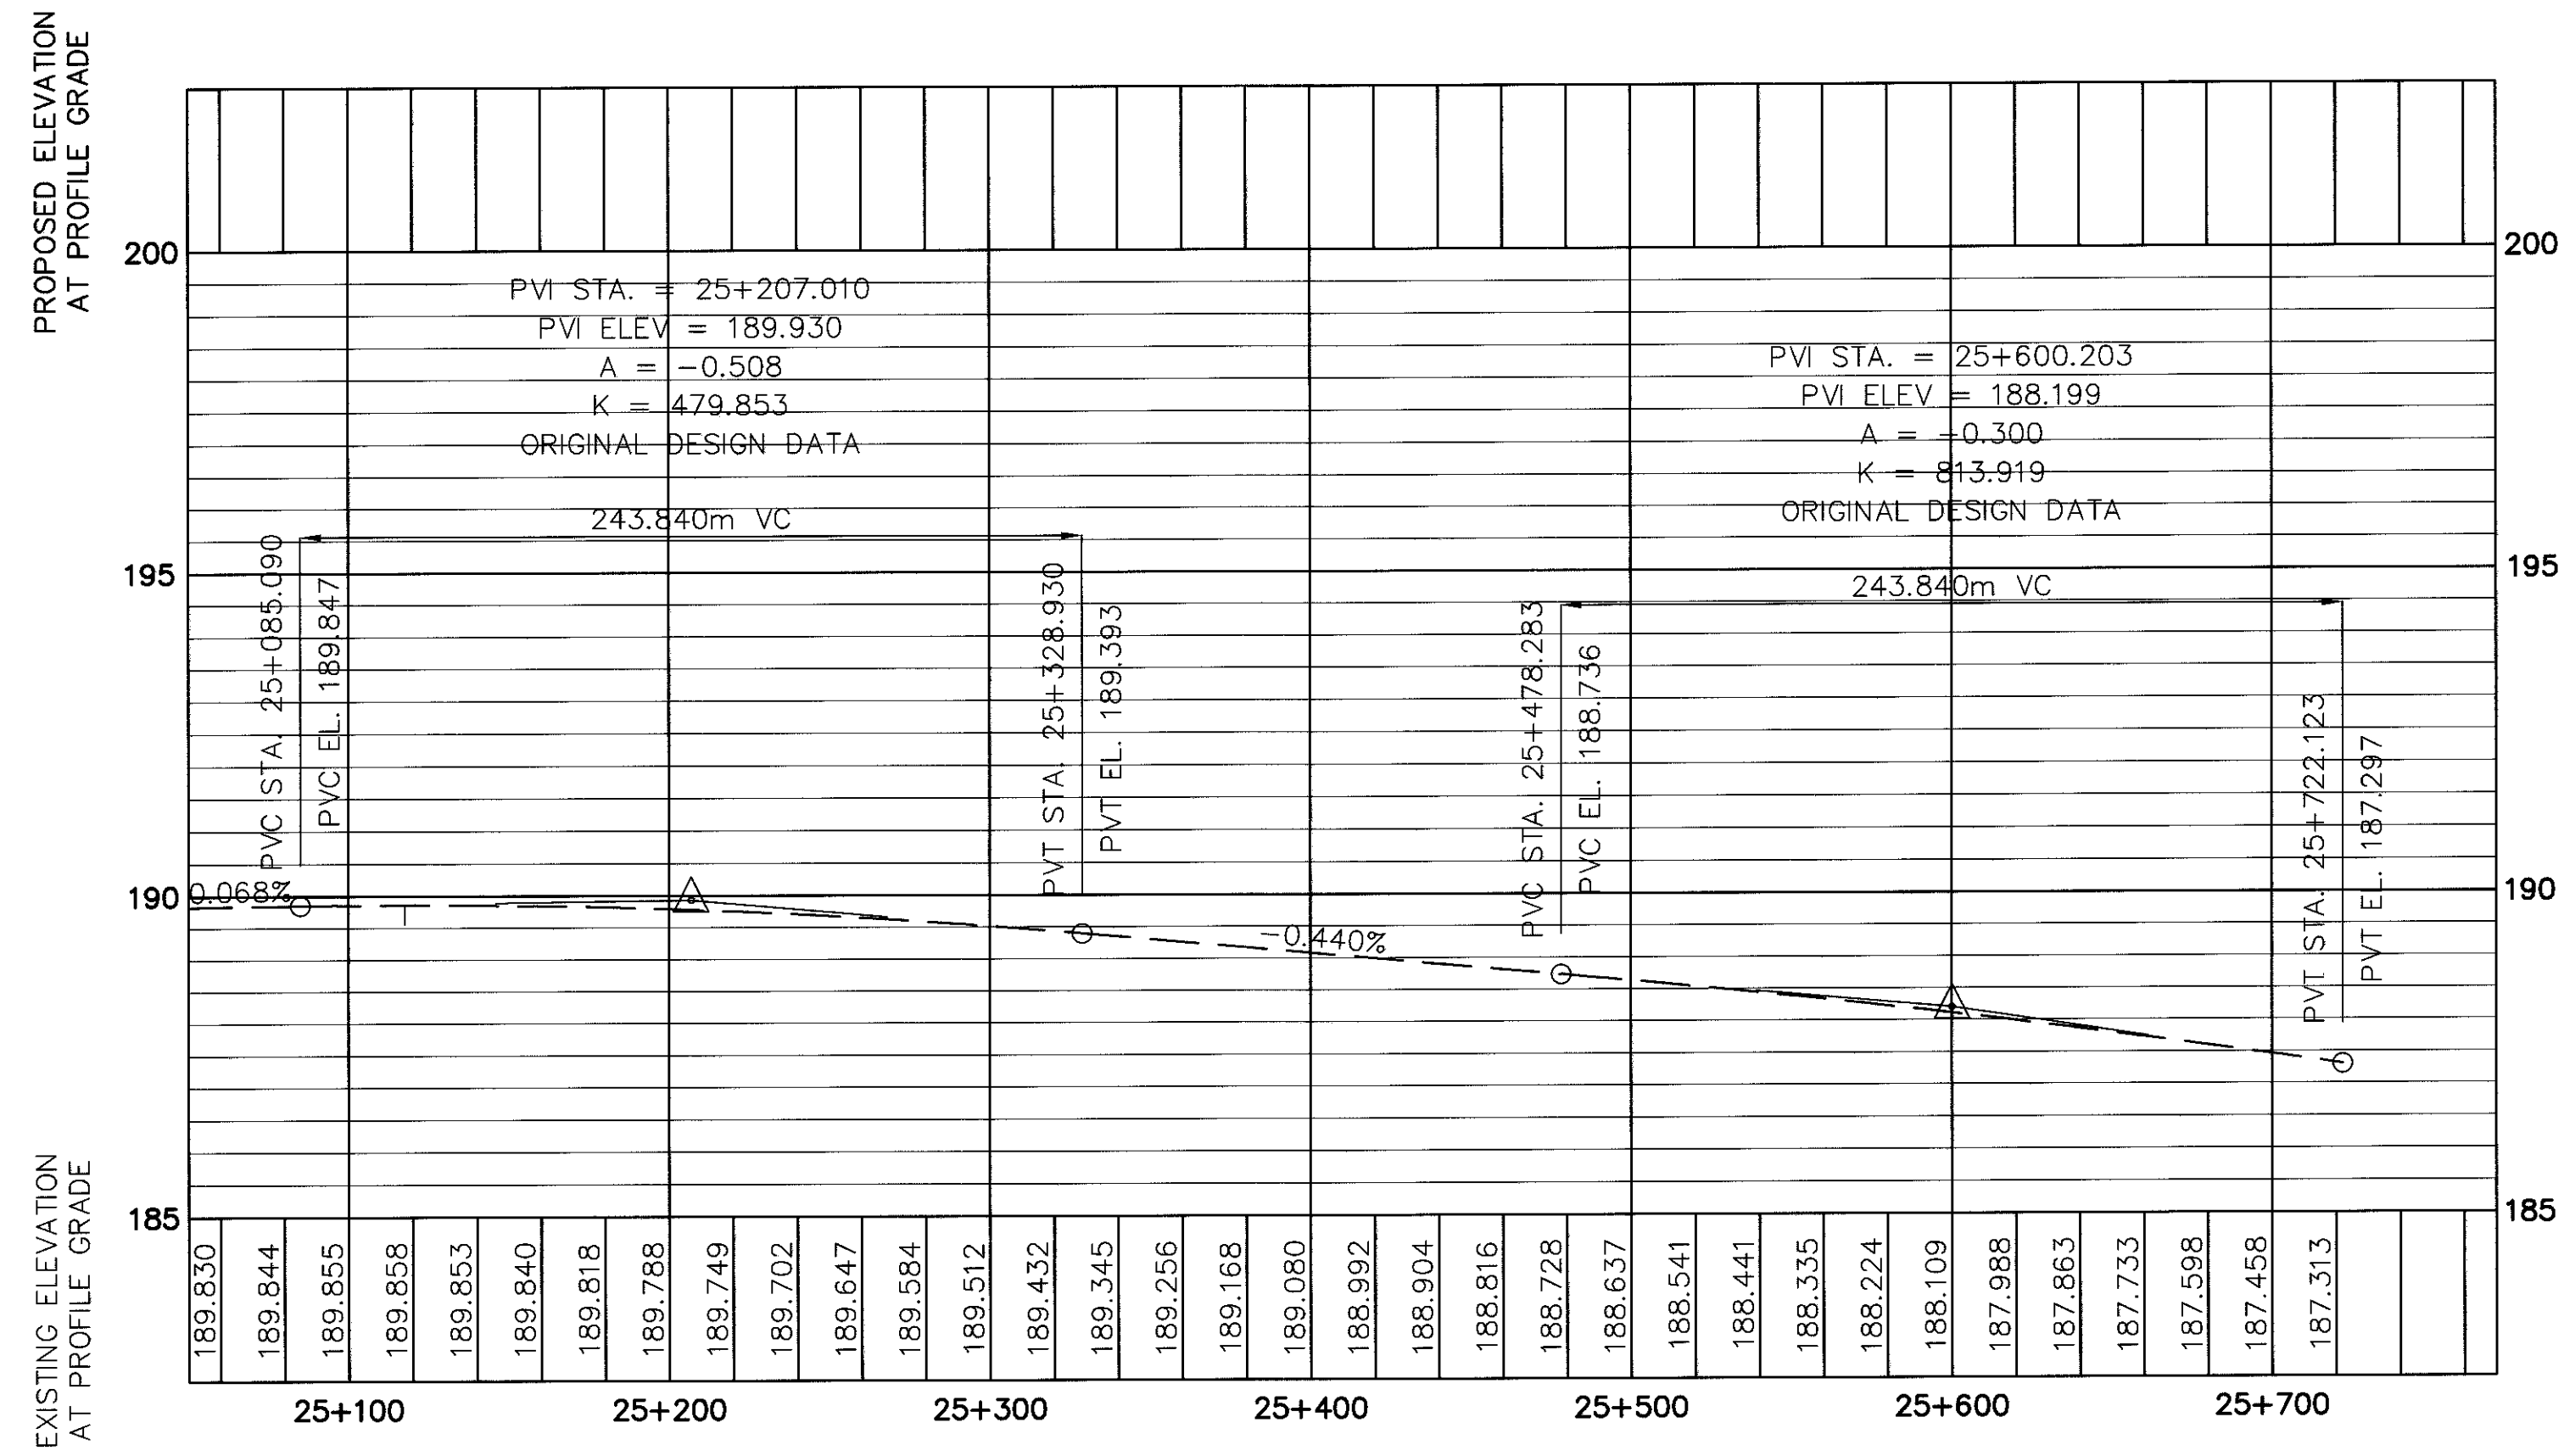 PROPOSED ELEVATION
AT PROFILE GRADE
200
200
PVI STA. = 25+207.010
PVI ELEV = 189.930
A = -0.508
K = 479.853
ORIGINAL DESIGN DATA
243.840m VC
PVI STA. = 25+600.203
PVI ELEV = 188.199
A = -0.300
K = 813.919
ORIGINAL DESIGN DATA
243.840m VC
195
195
PVC STA. 25+085.090
PVC EL. 189.847
PVT STA. 25+328.930
PVT EL. 189.393
PVC STA. 25+478.283
PVC EL. 188.736
PVT STA. 25+722.123
PVT EL. 187.297
190
190
0.068%
-0.440%
185
185
EXISTING ELEVATION
AT PROFILE GRADE
189.830
189.844
189.855
189.858
189.853
189.840
189.818
189.788
189.749
189.702
189.647
189.584
189.512
189.432
189.345
189.256
189.168
189.080
188.992
188.904
188.816
188.728
188.637
188.541
188.441
188.335
188.224
188.109
187.988
187.863
187.733
187.598
187.458
187.313
25+100
25+200
25+300
25+400
25+500
25+600
25+700